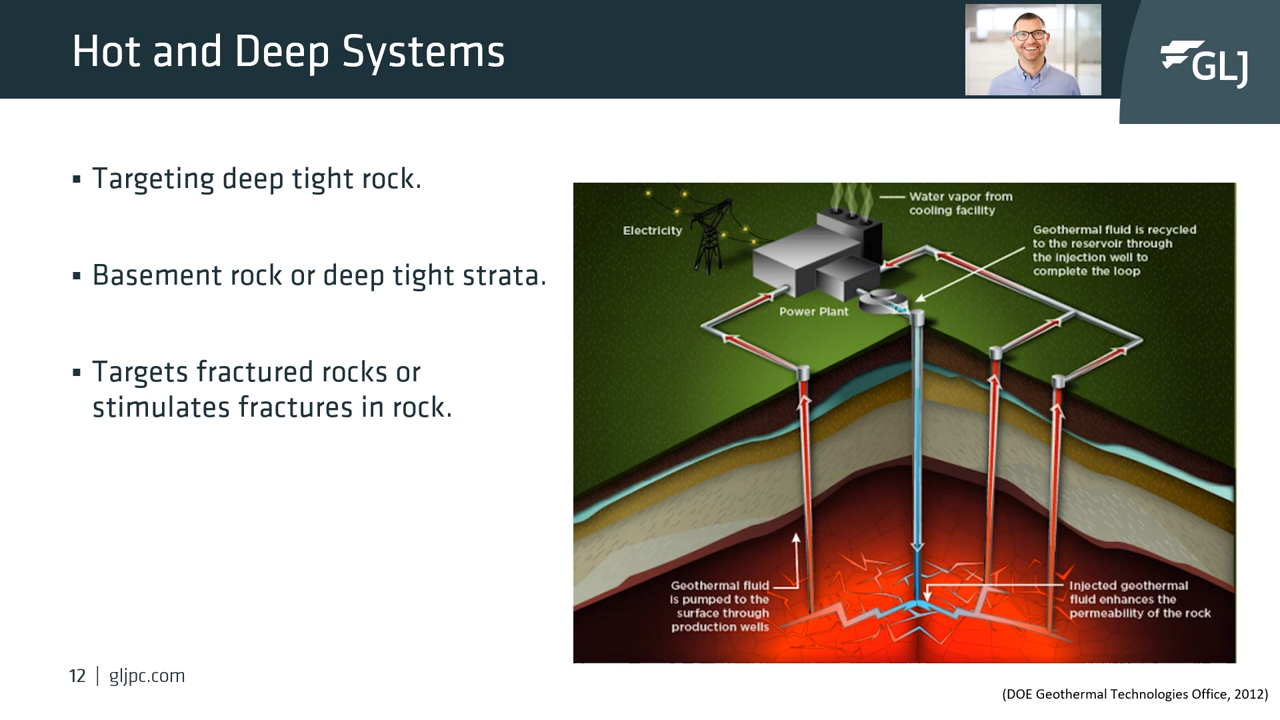 Hot and Deep Systems
GLJ
▪ Targeting deep tight rock.
▪ Basement rock or deep tight strata.
▪ Targets fractured rocks or
stimulates fractures in rock.
Water vapor from
cooling facility
Electricity
Geothermal fluid is recycled
to the reservoir through
the injection well to
complete the loop
Power Plant
Geothermal fluid
is pumped to the
surface through
production wells
Injected geothermal
fluid enhances the
permeability of the rock
12 | gljpc.com
(DOE Geothermal Technologies Office, 2012)